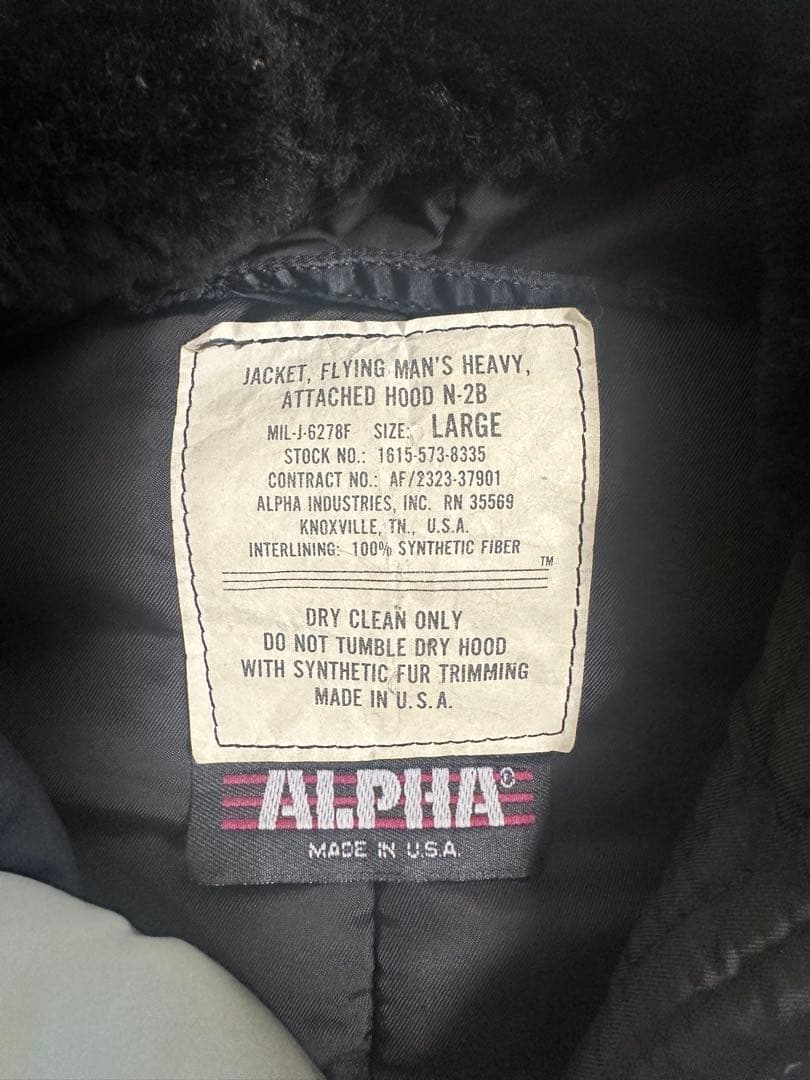 JACKET, FLYING MAN'S HEAVY,
ATTACHED HOOD N-2B
MIL-J-6278F SIZE: LARGE
STOCK NO.: 1615-573-8335
CONTRACT NO.: AF/2323-37901
ALPHA INDUSTRIES, INC. RN 35569
KNOXVILLE, TN., U.S.A.
INTERLINING: 100% SYNTHETIC FIBER
TM
DRY CLEAN ONLY
DO NOT TUMBLE DRY HOOD
WITH SYNTHETIC FUR TRIMMING
MADE IN U.S.A.
ALPHA®
MADE IN U.S.A.